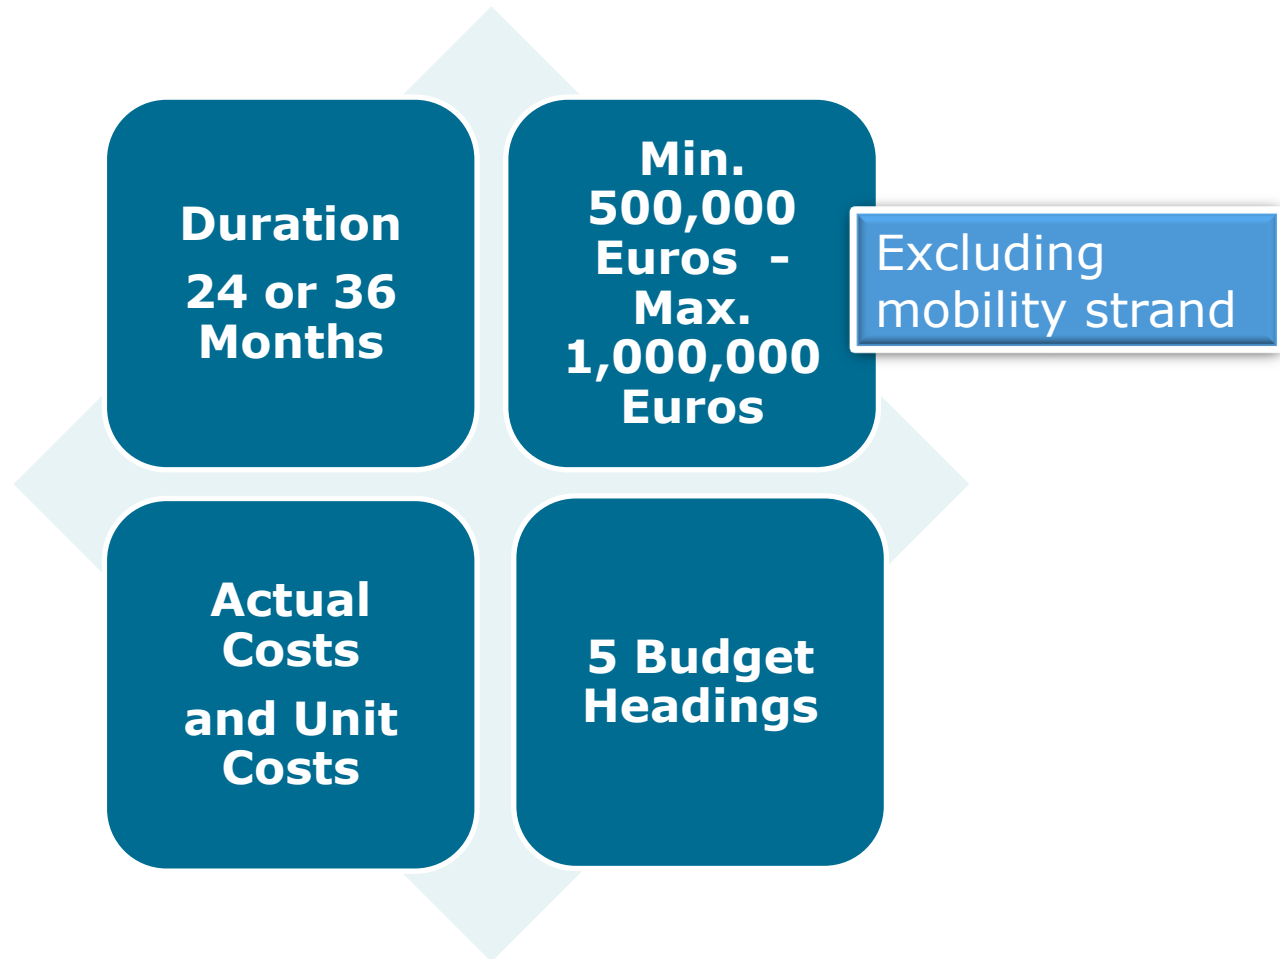 Duration
24 or 36
Months
Min.
500,000
Euros -
Max.
1,000,000
Euros
Excluding
mobility strand
Actual
Costs
and Unit
Costs
5 Budget
Headings